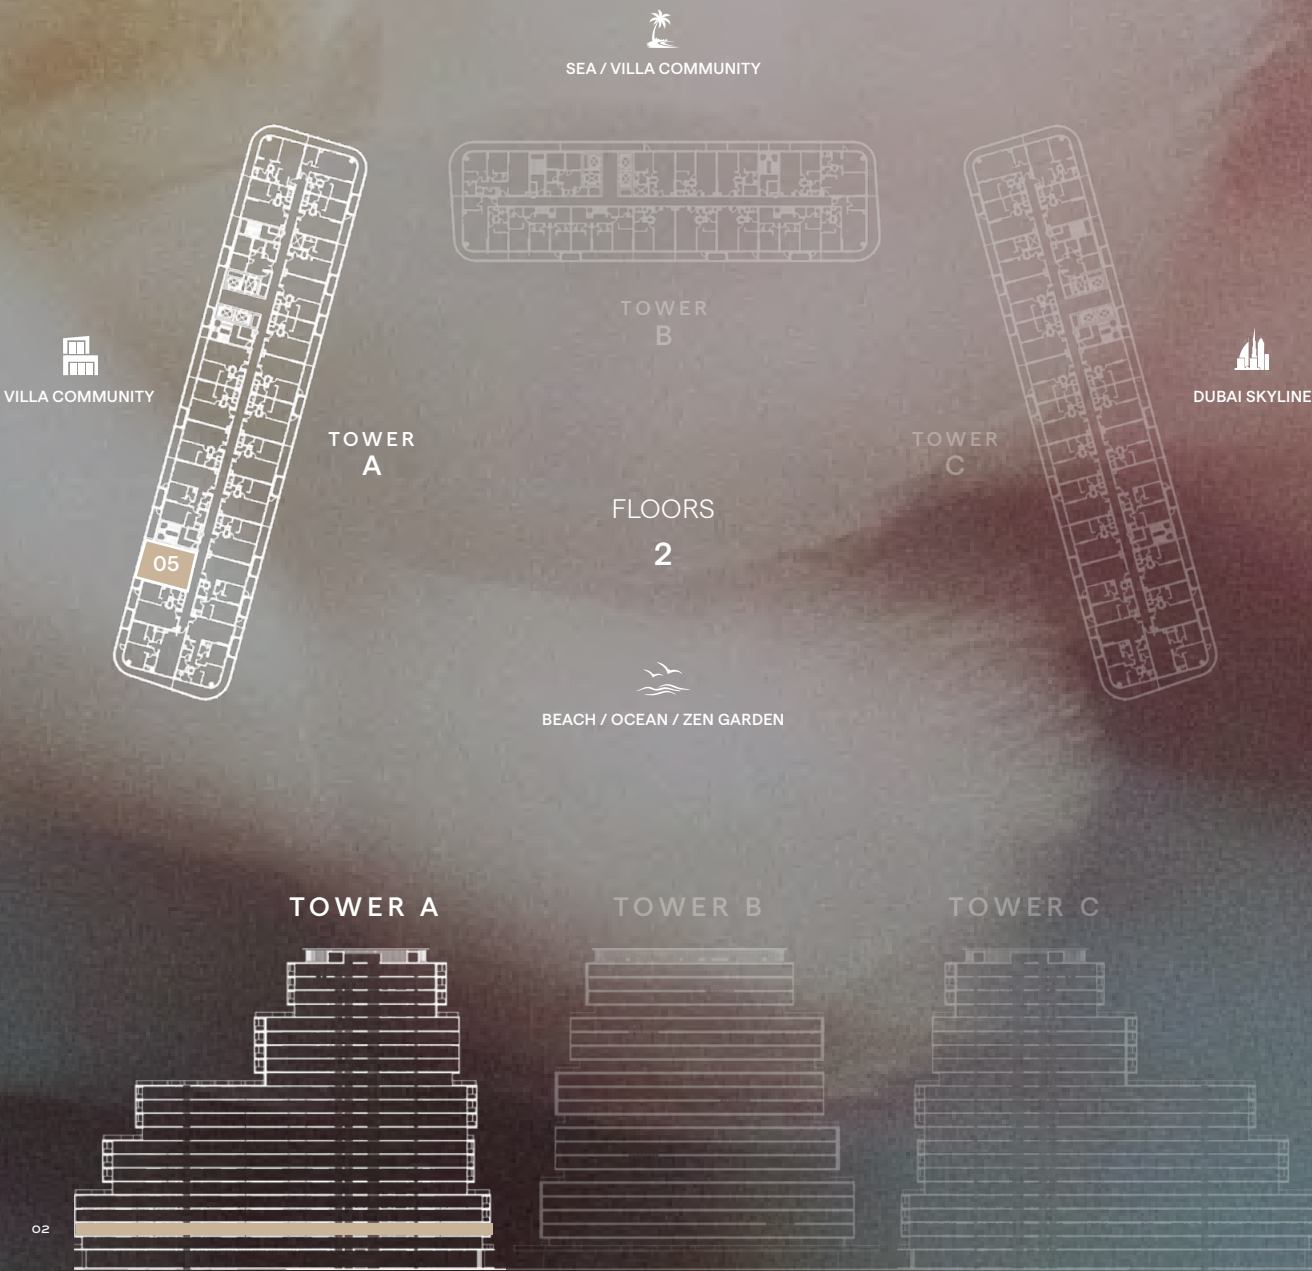 SEA / VILLA COMMUNITY
TOWER
B
VILLA COMMUNITY
DUBAI SKYLINE
TOWER
A
TOWER
C
FLOORS
2
05
BEACH / OCEAN / ZEN GARDEN
TOWER A
TOWER B
TOWER C
02